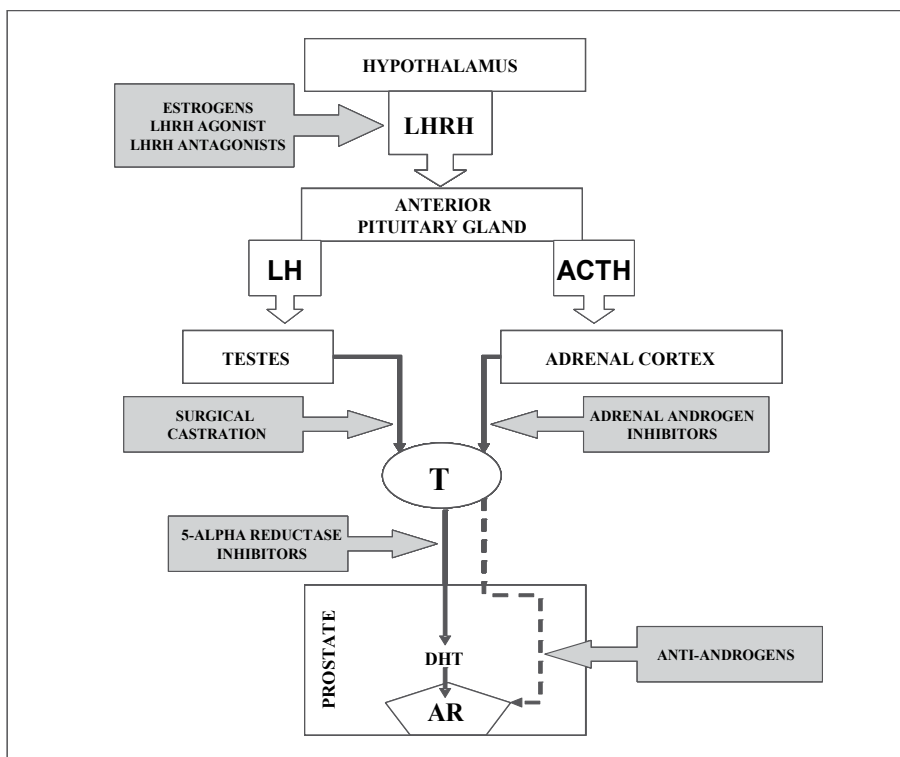 HYPOTHALAMUS
ESTROGENS
LHRH AGONIST
LHRH ANTAGONISTS
LHRH
ANTERIOR
PITUITARY GLAND
LH
ACTH
TESTES
ADRENAL CORTEX
SURGICAL
CASTRATION
ADRENAL ANDROGEN
INHIBITORS
T
5-ALPHA REDUCTASE
INHIBITORS
PROSTATE
DHT
ANTI-ANDROGENS
AR